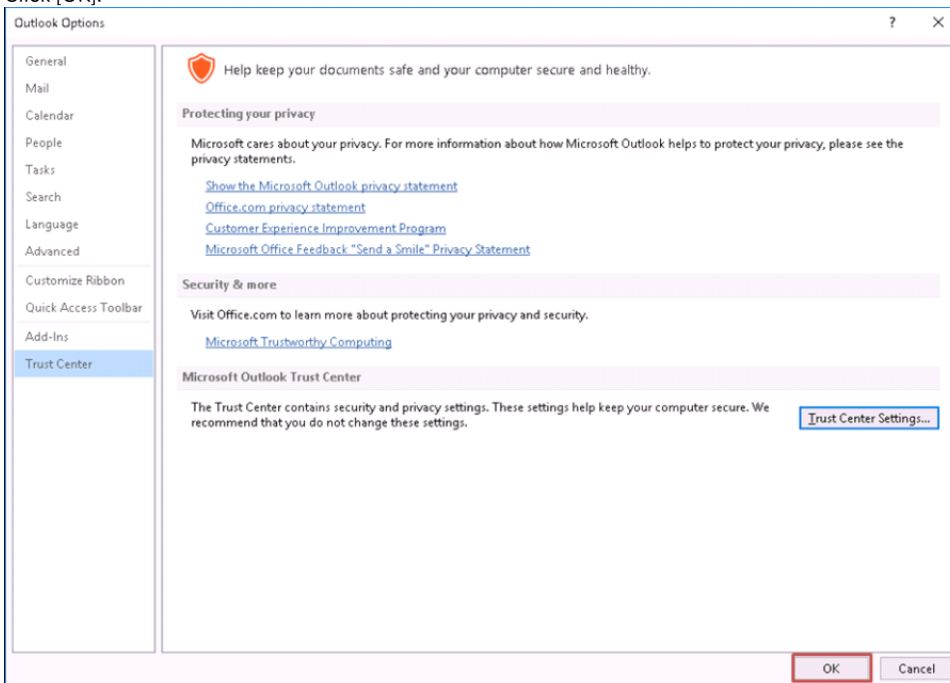 Click [OK].
Outlook Options
?
General
Mail
Calendar
People
Tasks
Search
Language
Advanced
Customize Ribbon
Quick Access Toolbar
Add-Ins
Trust Center
Help keep your documents safe and your computer secure and healthy.
Protecting your privacy
Microsoft cares about your privacy. For more information about how Microsoft Outlook helps to protect your privacy, please see the
privacy statements.
Show the Microsoft Outlook privacy statement
Office.com privacy statement
Customer Experience Improvement Program
Microsoft Office Feedback "Send a Smile" Privacy Statement
Security & more
Visit Office.com to learn more about protecting your privacy and security.
Microsoft Trustworthy Computing
Microsoft Outlook Trust Center
The Trust Center contains security and privacy settings. These settings help keep your computer secure. We
recommend that you do not change these settings.
Trust Center Settings...
OK
Cancel